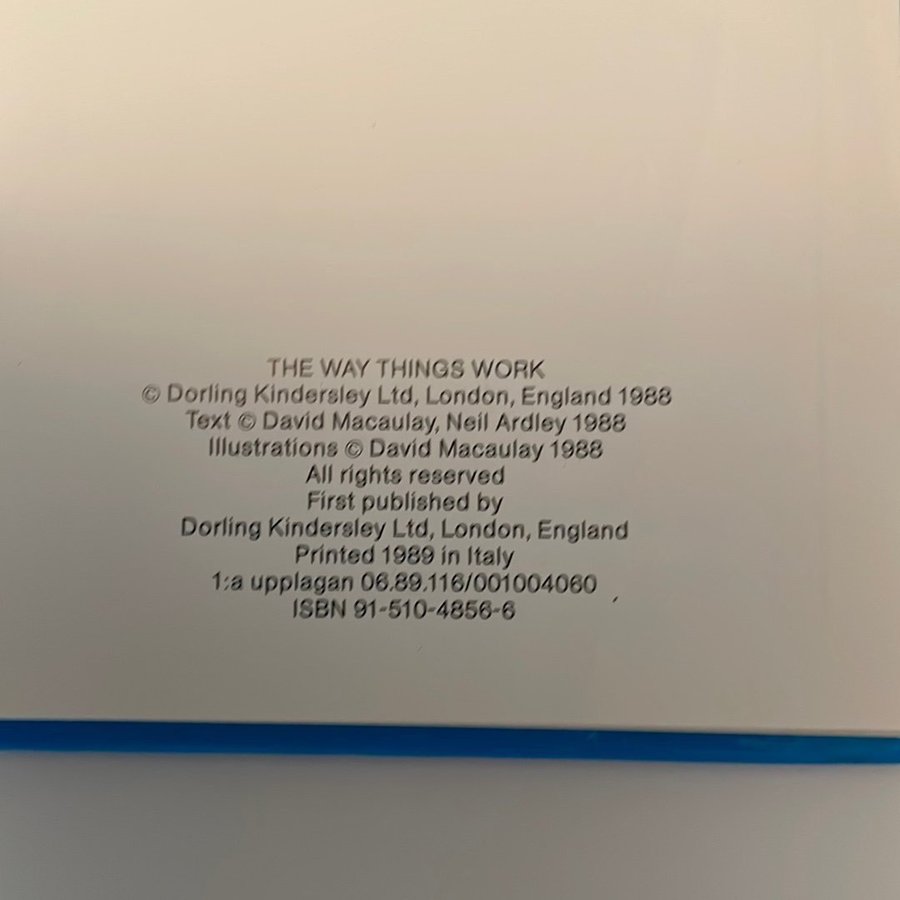 THE WAY THINGS WORK
© Dorling Kindersley Ltd, London, England 1988
Text © David Macaulay, Neil Ardley 1988
Illustrations © David Macaulay 1988
All rights reserved
First published by
Dorling Kindersley Ltd, London, England
Printed 1989 in Italy
1:a upplagan 06.89.116/001004060
ISBN 91-510-4856-6